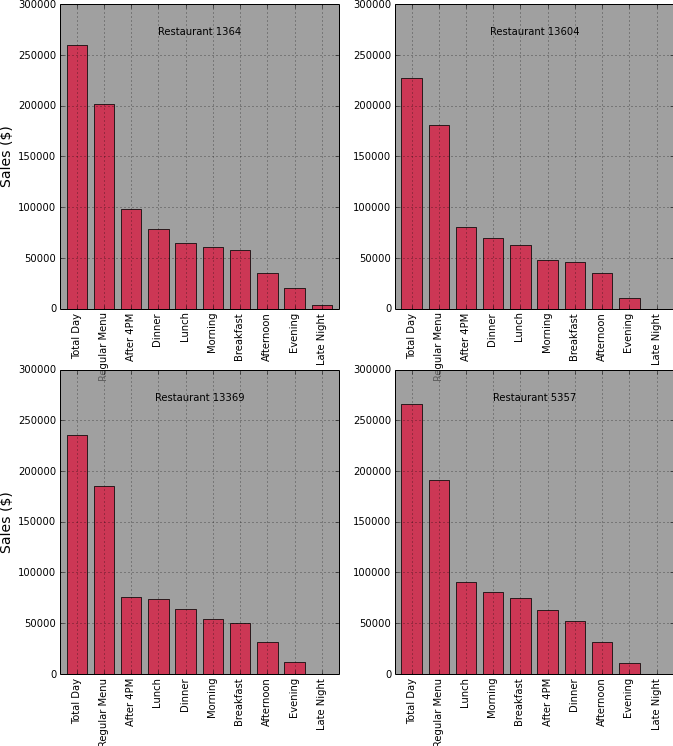 300000
250000
200000
150000
100000
50000
0
Sales ($)
Restaurant 1364
Total Day
Regular Menu
After 4PM
Dinner
Lunch
Morning
Breakfast
Afternoon
Evening
Late Night
300000
250000
200000
150000
100000
50000
0
Restaurant 13604
Total Day
Regular Menu
After 4PM
Dinner
Lunch
Morning
Breakfast
Afternoon
Evening
Late Night
300000
250000
200000
150000
100000
50000
0
Sales ($)
Restaurant 13369
Total Day
Regular Menu
After 4PM
Lunch
Dinner
Morning
Breakfast
Afternoon
Evening
Late Night
300000
250000
200000
150000
100000
50000
0
Restaurant 5357
Total Day
Regular Menu
Lunch
Morning
Breakfast
After 4PM
Dinner
Afternoon
Evening
Late Night